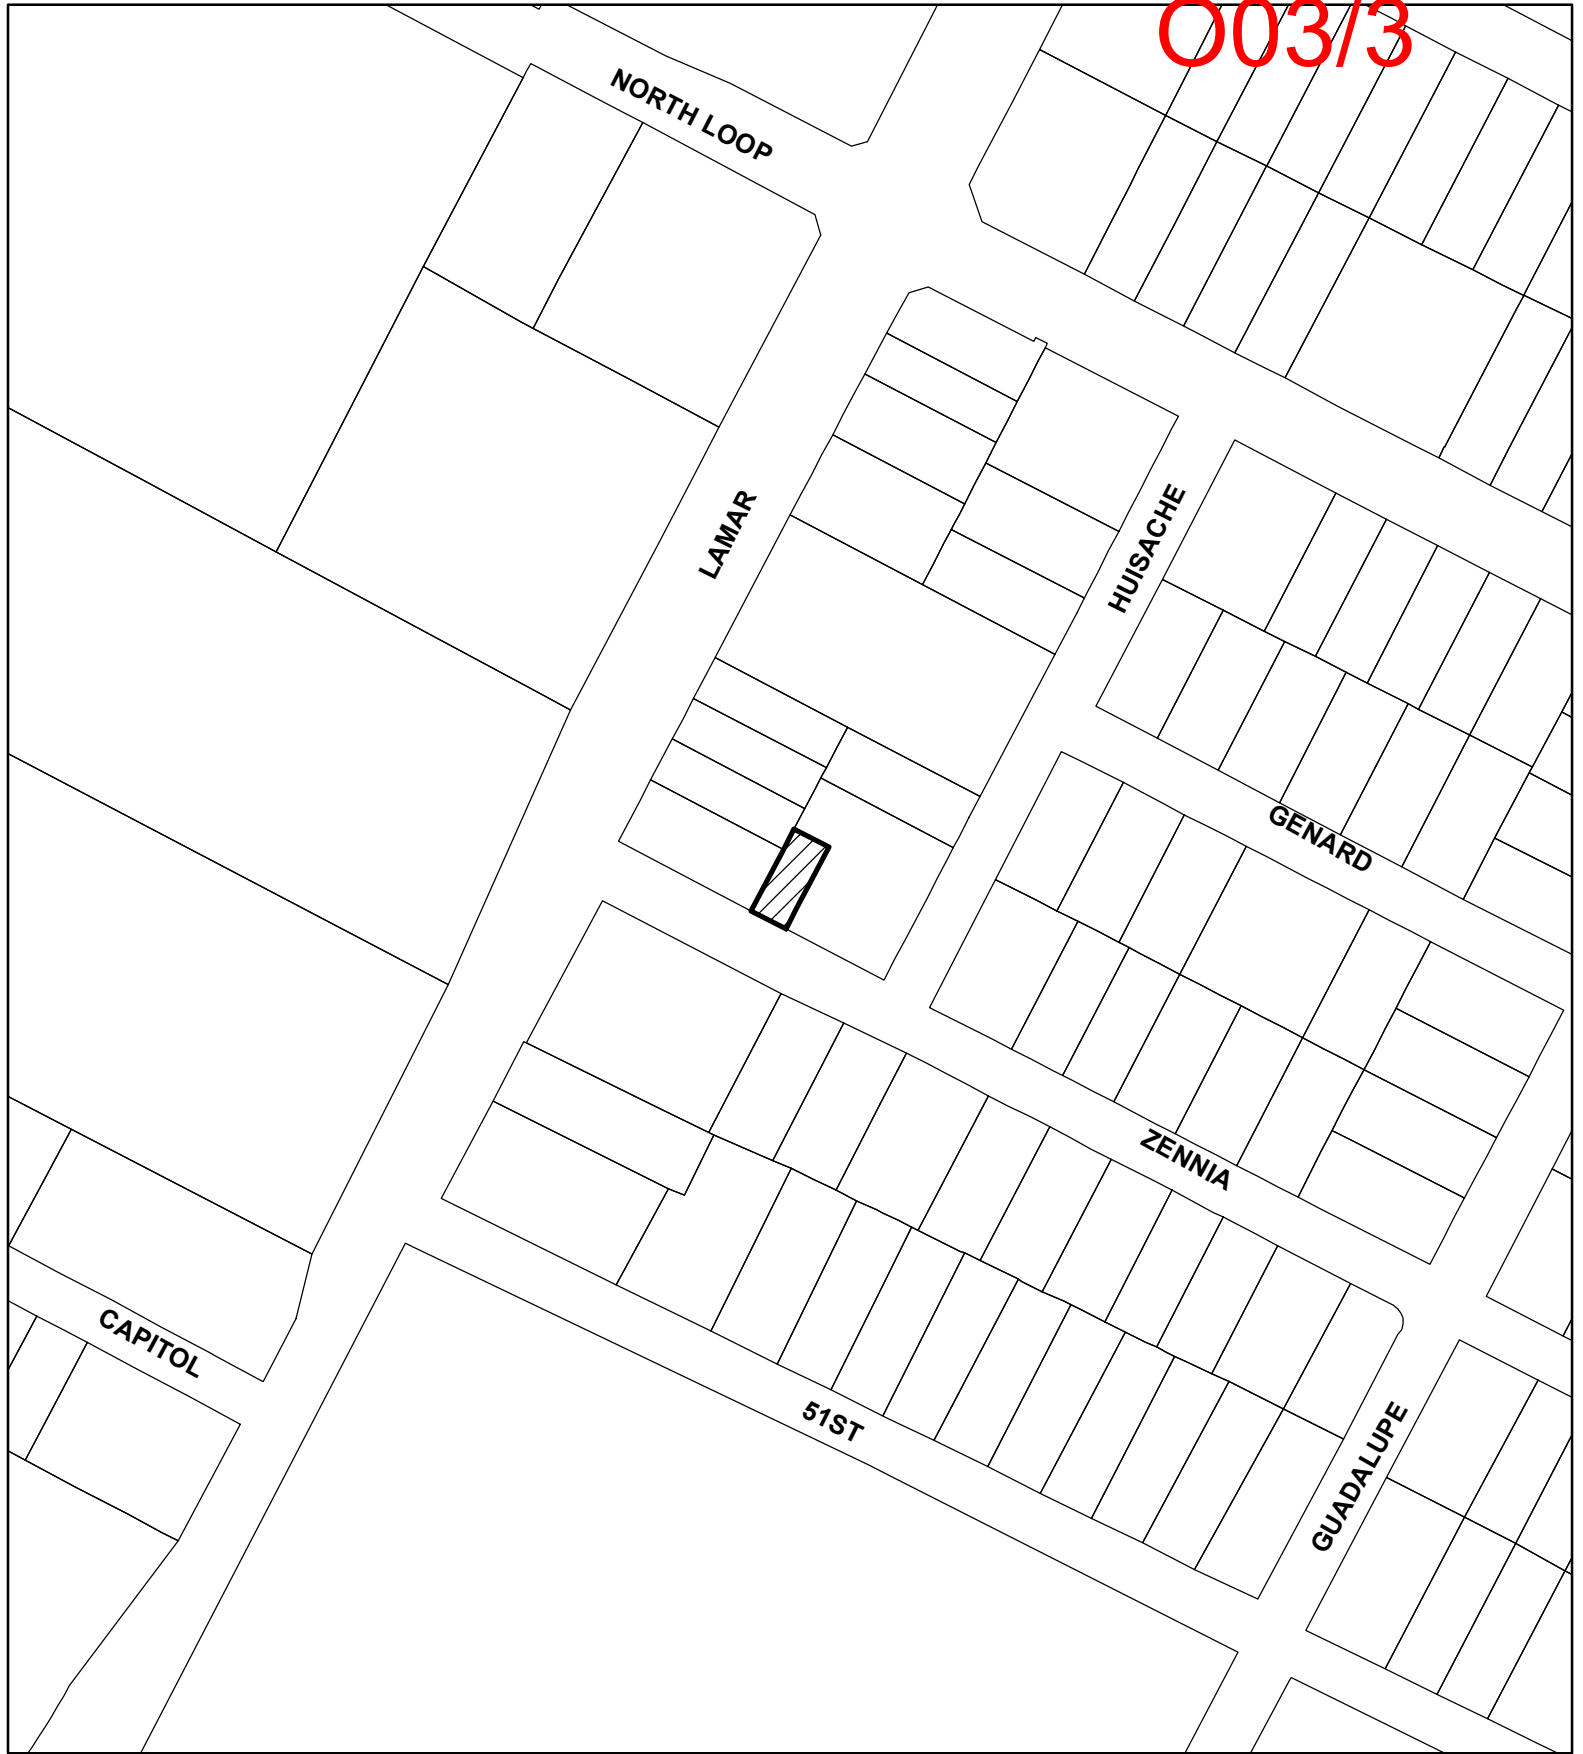 O03/3
NORTH LOOP
LAMAR
HUISACHE
GENARD
ZENNIA
CAPITOL
51ST
GUADALUPE